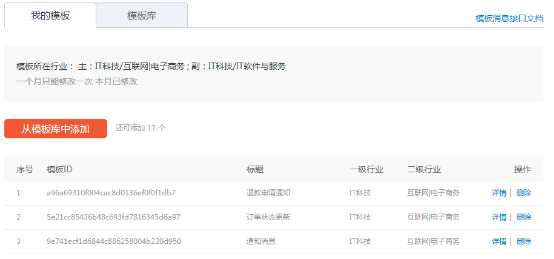 我的模板 模板库 模板消息接口文档
模板所在行业： 主：IT科技/互联网|电子商务 ; 副：IT科技/IT软件与服务
一个月只能修改一次 本月已修改
从模板库中添加 还可添加 17 个
序号 模板ID 标题 一级行业 二级行业 操作
1 a96a69310f004cac8d0136ef0f0f1db7 退款申请通知 IT科技 互联网|电子商务 详情 | 删除
2 5e21cc85436b48c693fd7816345d6a97 订单状态更新 IT科技 互联网|电子商务 详情 | 删除
3 9e741ecf1d6844c886258004b220d950 通知消息 IT科技 互联网|电子商务 详情 | 删除